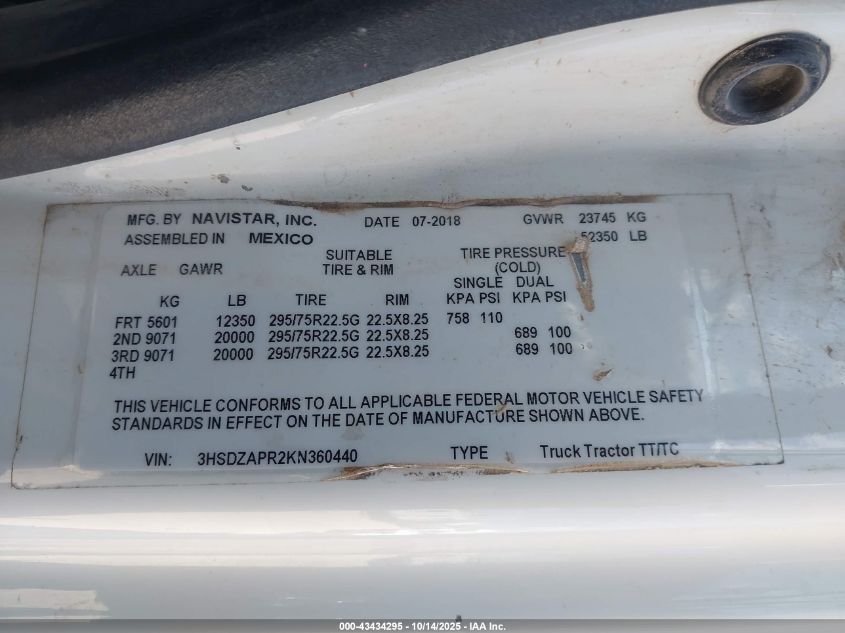 MFG. BY NAVISTAR, INC. DATE 07-2018 GVWR 23745 KG
ASSEMBLED IN MEXICO 52350 LB
SUITABLE TIRE PRESSURE
AXLE GAWR TIRE & RIM (COLD)
SINGLE DUAL
KG LB TIRE RIM KPA PSI KPA PSI
FRT 5601 12350 295/75R22.5G 22.5X8.25 758 110
2ND 9071 20000 295/75R22.5G 22.5X8.25 689 100
3RD 9071 20000 295/75R22.5G 22.5X8.25 689 100
4TH
THIS VEHICLE CONFORMS TO ALL APPLICABLE FEDERAL MOTOR VEHICLE SAFETY
STANDARDS IN EFFECT ON THE DATE OF MANUFACTURE SHOWN ABOVE.
VIN: 3HSDZAPR2KN360440 TYPE Truck Tractor TT/TC
000-43434295 - 10/14/2025 - IAA Inc.